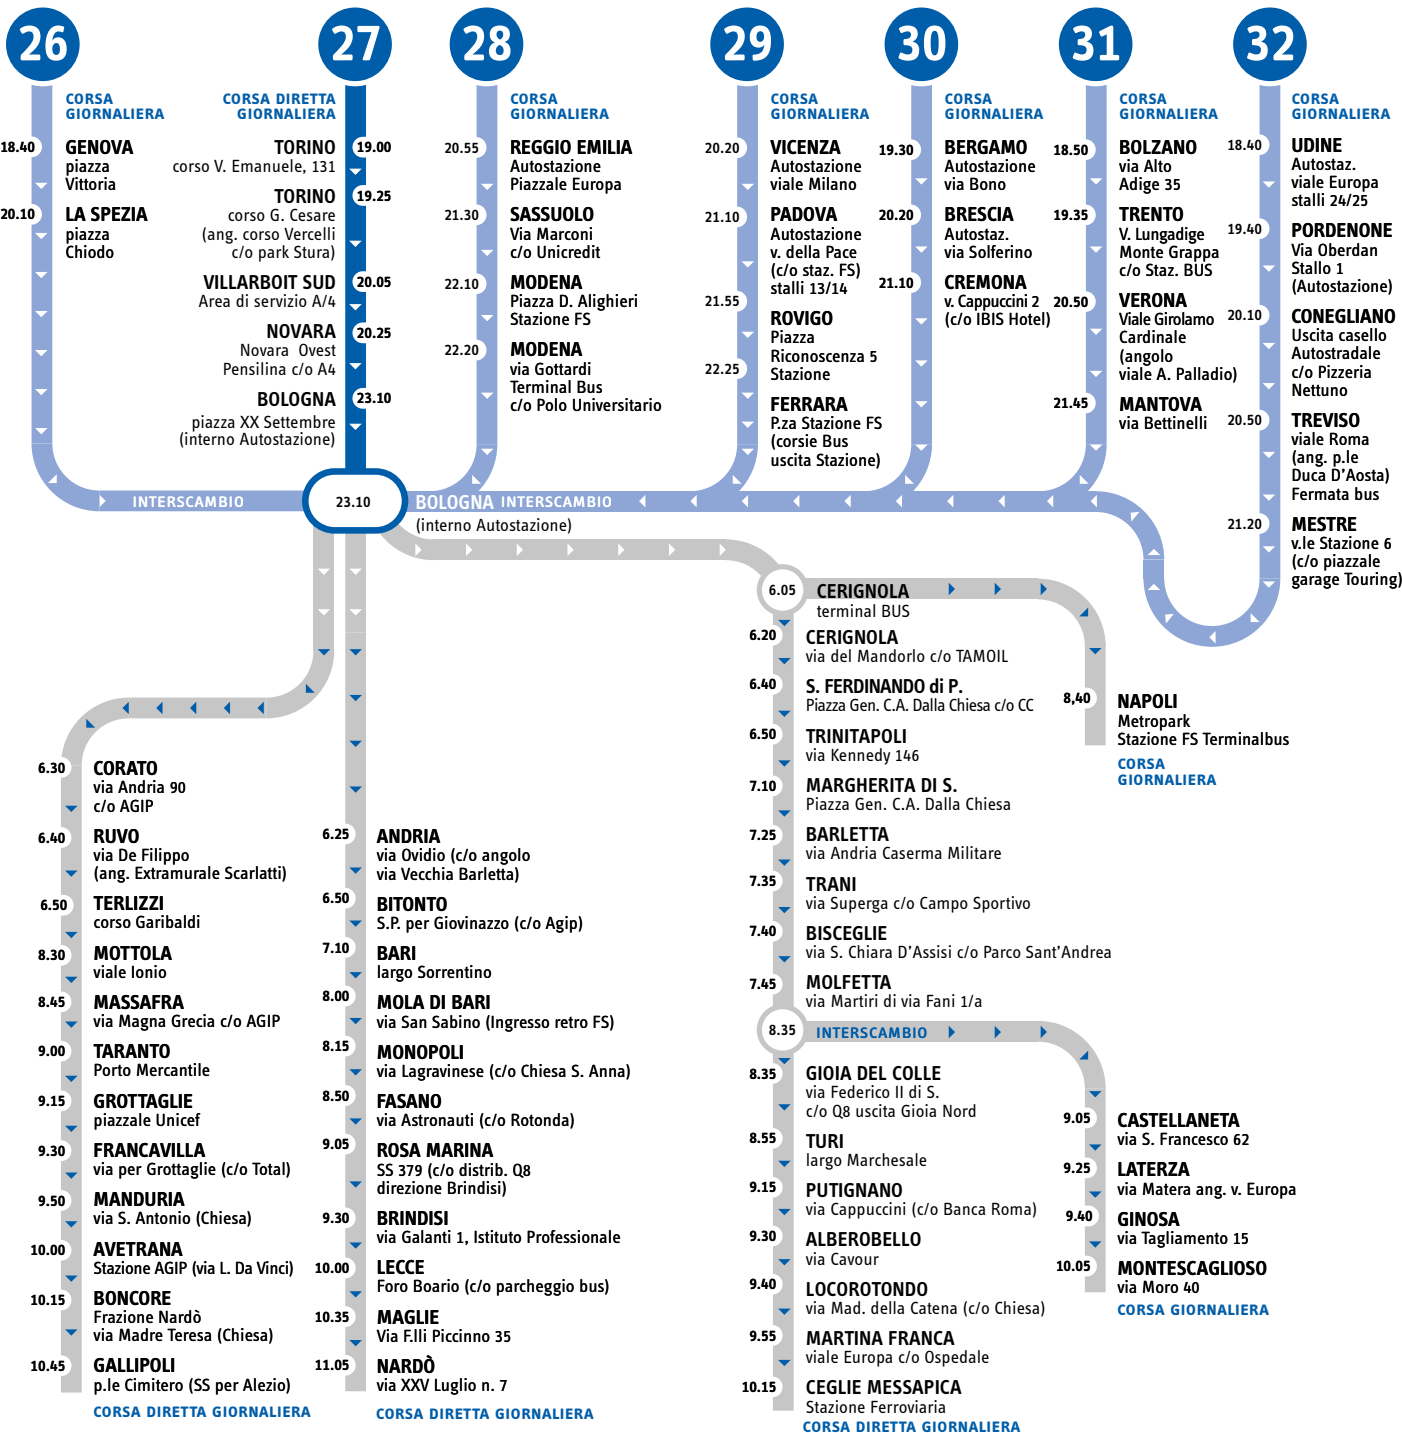 26
CORSA
GIORNALIERA
18.40
GENOVA
piazza
Vittoria
20.10
LA SPEZIA
piazza
Chiodo
INTERSCAMBIO
27
CORSA DIRETTA
GIORNALIERA
TORINO
19.00
corso V. Emanuele, 131
TORINO
19.25
corso G. Cesare
(ang. corso Vercelli
c/o park Stura)
VILLARBOIT SUD
20.05
Area di servizio A/4
NOVARA
20.25
Novara Ovest
Pensilina c/o A4
BOLOGNA
23.10
piazza XX Settembre
(interno Autostazione)
28
CORSA
GIORNALIERA
20.55
REGGIO EMILIA
Autostazione
Piazzale Europa
21.30
SASSUOLO
Via Marconi
c/o Unicredit
22.10
MODENA
Piazza D. Alighieri
Stazione FS
22.20
MODENA
via Gottardi
Terminal Bus
c/o Polo Universitario
29
CORSA
GIORNALIERA
20.20
VICENZA
Autostazione
viale Milano
21.10
PADOVA
Autostazione
v. della Pace
(c/o staz. FS)
stalli 13/14
21.55
ROVIGO
Piazza
Riconoscenza 5
Stazione
22.25
FERRARA
P.za Stazione FS
(corsie Bus
uscita Stazione)
30
CORSA
GIORNALIERA
19.30
BERGAMO
Autostazione
via Bono
20.20
BRESCIA
Autostaz.
via Solferino
21.10
CREMONA
v. Cappuccini 2
(c/o IBIS Hotel)
31
CORSA
GIORNALIERA
18.50
BOLZANO
via Alto
Adige 35
19.35
TRENTO
V. Lungadige
Monte Grappa
c/o Staz. BUS
20.50
VERONA
Viale Girolamo
Cardinale
(angolo
viale A. Palladio)
21.45
MANTOVA
via Bettinelli
32
CORSA
GIORNALIERA
18.40
UDINE
Autostaz.
viale Europa
stalli 24/25
19.40
PORDENONE
Via Oberdan
Stallo 1
(Autostazione)
20.10
CONEGLIANO
Uscita casello
Autostradale
c/o Pizzeria
Nettuno
20.50
TREVISO
viale Roma
(ang. p.le
Duca D'Aosta)
Fermata bus
21.20
MESTRE
v.le Stazione 6
(c/o piazzale
garage Touring)
23.10
BOLOGNA INTERSCAMBIO
(interno Autostazione)
6.30
CORATO
via Andria 90
c/o AGIP
6.40
RUVO
via De Filippo
(ang. Extramurale Scarlatti)
6.50
TERLIZZI
corso Garibaldi
8.30
MOTTOLA
viale Ionio
8.45
MASSAFRA
via Magna Grecia c/o AGIP
9.00
TARANTO
Porto Mercantile
9.15
GROTTAGLIE
piazzale Unicef
9.30
FRANCAVILLA
via per Grottaglie (c/o Total)
9.50
MANDURIA
via S. Antonio (Chiesa)
10.00
AVETRANA
Stazione AGIP (via L. Da Vinci)
10.15
BONCORE
Frazione Nardò
via Madre Teresa (Chiesa)
10.45
GALLIPOLI
p.le Cimitero (SS per Alezio)
CORSA DIRETTA GIORNALIERA
6.25
ANDRIA
via Ovidio (c/o angolo
via Vecchia Barletta)
6.50
BITONTO
S.P. per Giovinazzo (c/o Agip)
7.10
BARI
largo Sorrentino
8.00
MOLA DI BARI
via San Sabino (Ingresso retro FS)
8.15
MONOPOLI
via Lagravinese (c/o Chiesa S. Anna)
8.50
FASANO
via Astronauti (c/o Rotonda)
9.05
ROSA MARINA
SS 379 (c/o distrib. Q8
direzione Brindisi)
9.30
BRINDISI
via Galanti 1, Istituto Professionale
10.00
LECCE
Foro Boario (c/o parcheggio bus)
10.35
MAGLIE
Via F.lli Piccinno 35
11.05
NARDÒ
via XXV Luglio n. 7
CORSA DIRETTA GIORNALIERA
6.05
CERIGNOLA
terminal BUS
6.20
CERIGNOLA
via del Mandorlo c/o TAMOIL
6.40
S. FERDINANDO di P.
Piazza Gen. C.A. Dalla Chiesa c/o CC
6.50
TRINITAPOLI
via Kennedy 146
7.10
MARGHERITA DI S.
Piazza Gen. C.A. Dalla Chiesa
7.25
BARLETTA
via Andria Caserma Militare
7.35
TRANI
via Superga c/o Campo Sportivo
7.40
BISCEGLIE
via S. Chiara D'Assisi c/o Parco Sant'Andrea
7.45
MOLFETTA
via Martiri di via Fani 1/a
8.35
INTERSCAMBIO
8.35
GIOIA DEL COLLE
via Federico II di S.
c/o Q8 uscita Gioia Nord
8.55
TURI
largo Marchesale
9.15
PUTIGNANO
via Cappuccini (c/o Banca Roma)
9.30
ALBEROBELLO
via Cavour
9.40
LOCOROTONDO
via Mad. della Catena (c/o Chiesa)
9.55
MARTINA FRANCA
viale Europa c/o Ospedale
10.15
CEGLIE MESSAPICA
Stazione Ferroviaria
CORSA DIRETTA GIORNALIERA
8,40
NAPOLI
Metropark
Stazione FS Terminalbus
CORSA
GIORNALIERA
9.05
CASTELLANETA
via S. Francesco 62
9.25
LATERZA
via Matera ang. v. Europa
9.40
GINOSA
via Tagliamento 15
10.05
MONTESCAGLIOSO
via Moro 40
CORSA GIORNALIERA